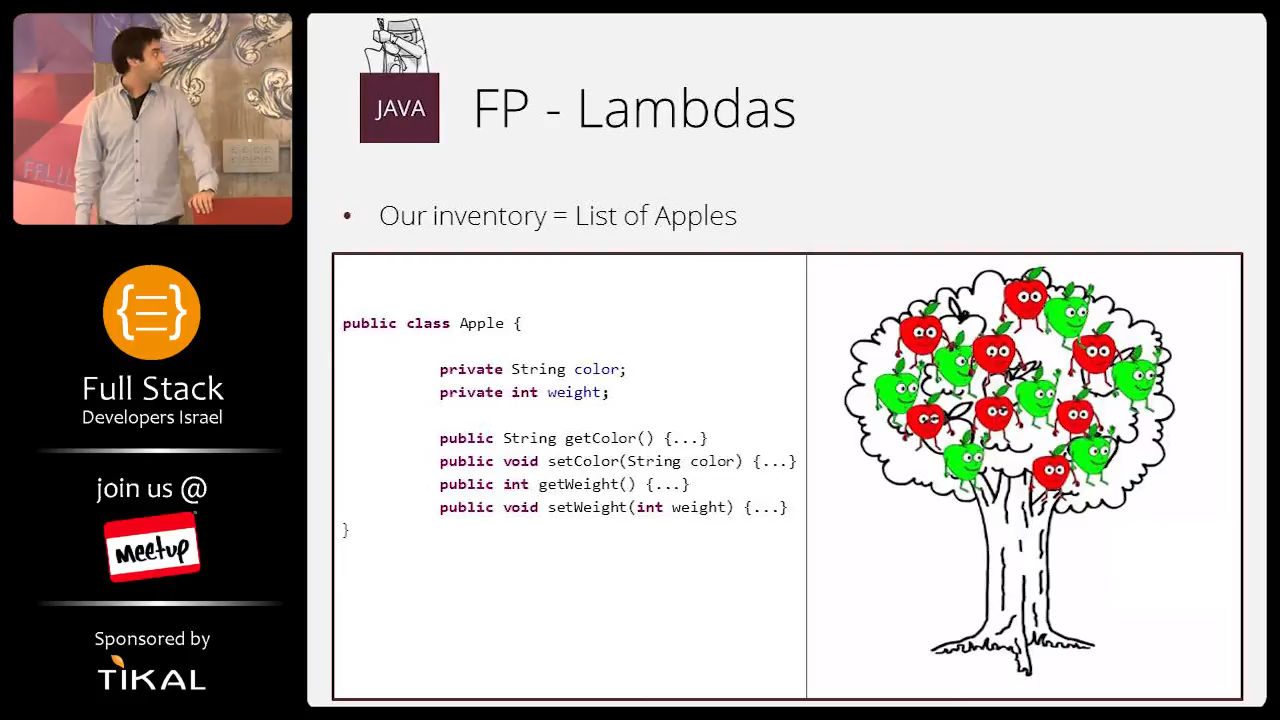 JAVA
FP - Lambdas
• Our inventory = List of Apples
public class Apple {
private String color;
private int weight;
public String getColor() {...}
public void setColor(String color) {...}
public int getWeight() {...}
public void setWeight(int weight) {...}
}
{≡}
Full Stack
Developers Israel
join us @
Meetup
Sponsored by
TIKAL